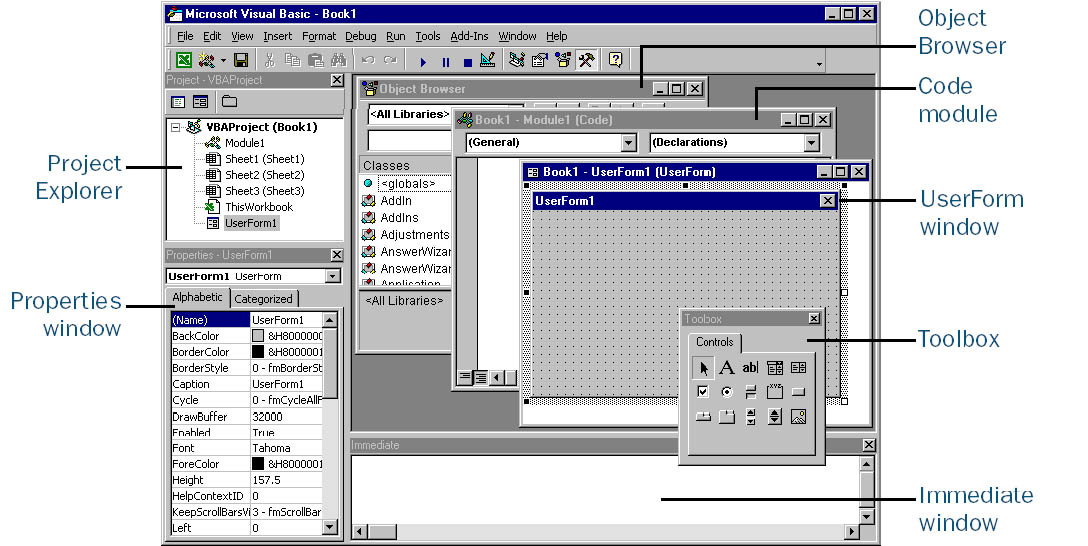 Microsoft Visual Basic - Book1
File Edit View Insert Format Debug Run Tools Add-Ins Window Help
Project - VBAProject
VBAProject (Book1)
Module1
Sheet1 (Sheet1)
Sheet2 (Sheet2)
Sheet3 (Sheet3)
ThisWorkbook
UserForm1
Properties - UserForm1
UserForm1 UserForm
Alphabetic Categorized
(Name) UserForm1
BackColor &H8000000
BorderColor &H8000001
BorderStyle 0 - fmBorderSt
Caption UserForm1
Cycle 0 - fmCycleAllF
DrawBuffer 32000
Enabled True
Font Tahoma
ForeColor &H8000001
Height 157.5
HelpContextID 0
KeepScrollBarsVi 3 - fmScrollBar
Left 0
Object Browser
<All Libraries>
Classes
<globals>
AddIn
AddIns
Adjustments
AnswerWiza
AnswerWiza
Application
<All Libraries>
Book1 - Module1 (Code)
(General) (Declarations)
Book1 - UserForm1 (UserForm)
UserForm1
Toolbox
Controls
A abl
XYZ
Immediate
Project
Explorer
Properties
window
Object
Browser
Code
module
UserForm
window
Toolbox
Immediate
window